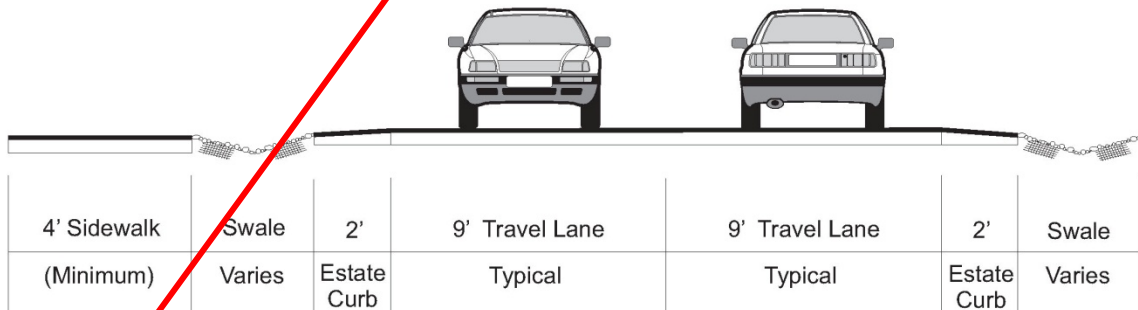 4’ Sidewalk Swale 2’ 9’ Travel Lane 9’ Travel Lane 2’ Swale
(Minimum) Varies Estate Typical Typical Estate Varies
Curb Curb